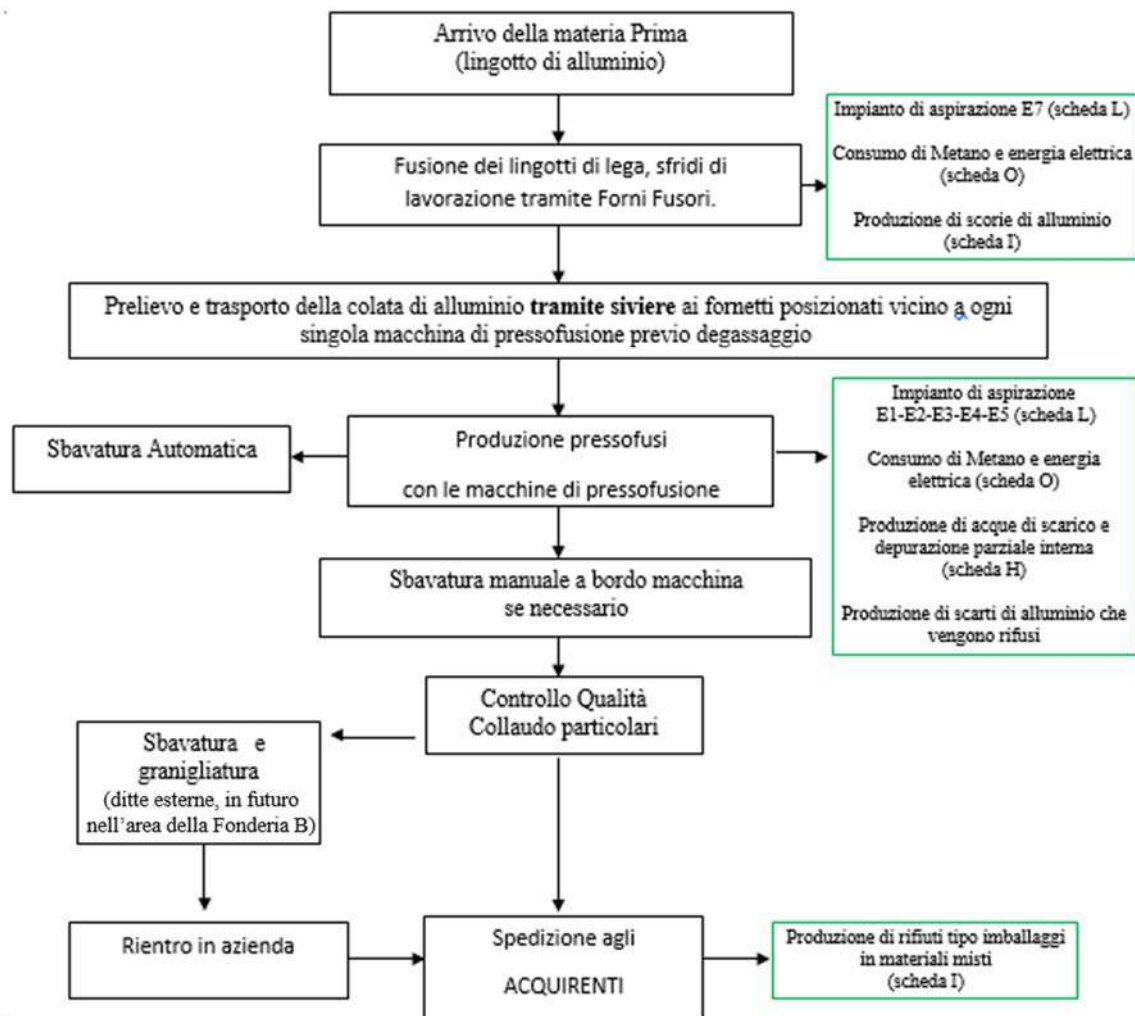 Arrivo della materia Prima
(lingotto di alluminio)
Impianto di aspirazione E7 (scheda L)
Consumo di Metano e energia elettrica
(scheda O)
Produzione di scorie di alluminio
(scheda I)
Fusione dei lingotti di lega, sfridi di
lavorazione tramite Forni Fusori.
Prelievo e trasporto della colata di alluminio tramite siviere ai fornetti posizionati vicino a ogni
singola macchina di pressofusione previo degassaggio
Sbavatura Automatica
Produzione pressofusi
con le macchine di pressofusione
Impianto di aspirazione
E1-E2-E3-E4-E5 (scheda L)
Consumo di Metano e energia
elettrica (scheda O)
Produzione di acque di scarico e
depurazione parziale interna
(scheda H)
Produzione di scarti di alluminio che
vengono rifusi
Sbavatura manuale a bordo macchina
se necessario
Controllo Qualità
Collaudo particolari
Sbavatura e
granigliatura
(ditte esterne, in futuro
nell'area della Fonderia B)
Rientro in azienda
Spedizione agli
ACQUIRENTI
Produzione di rifiuti tipo imballaggi
in materiali misti
(scheda I)